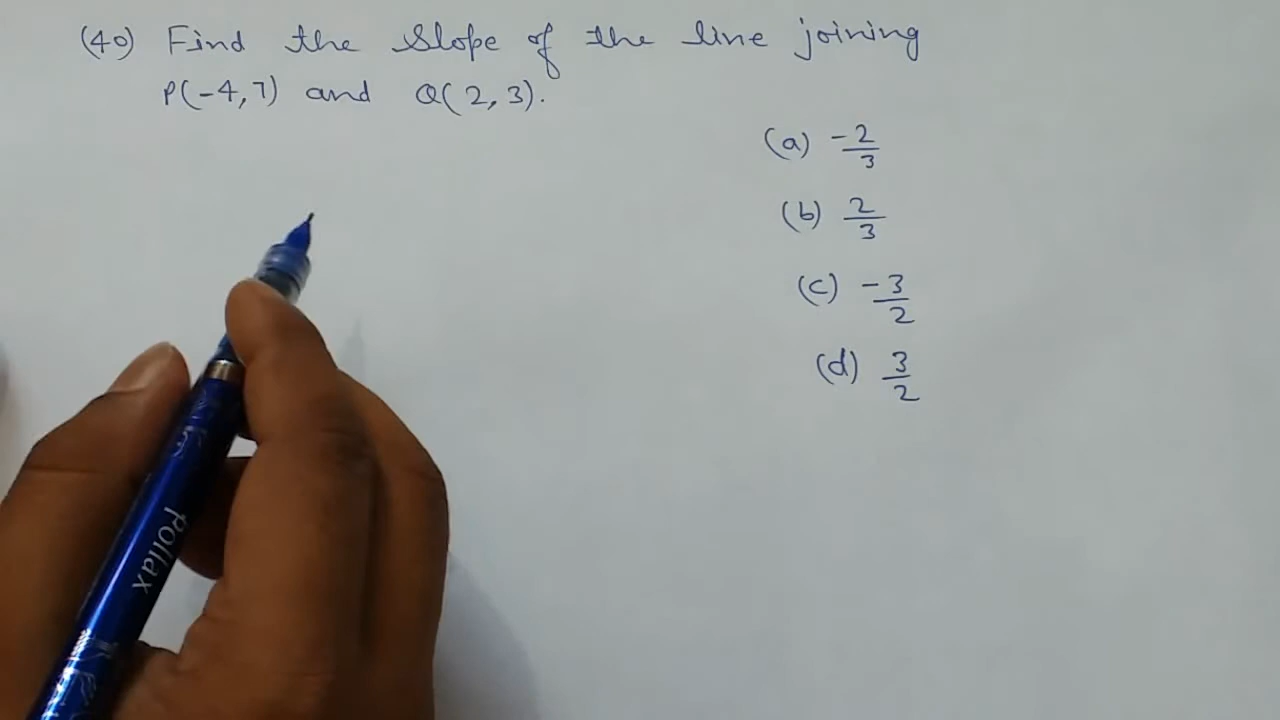 (40) Find the slope of the line joining
P(-4,7) and Q(2,3).
(a) -2/3
(b) 2/3
(c) -3/2
(d) 3/2
Pollax